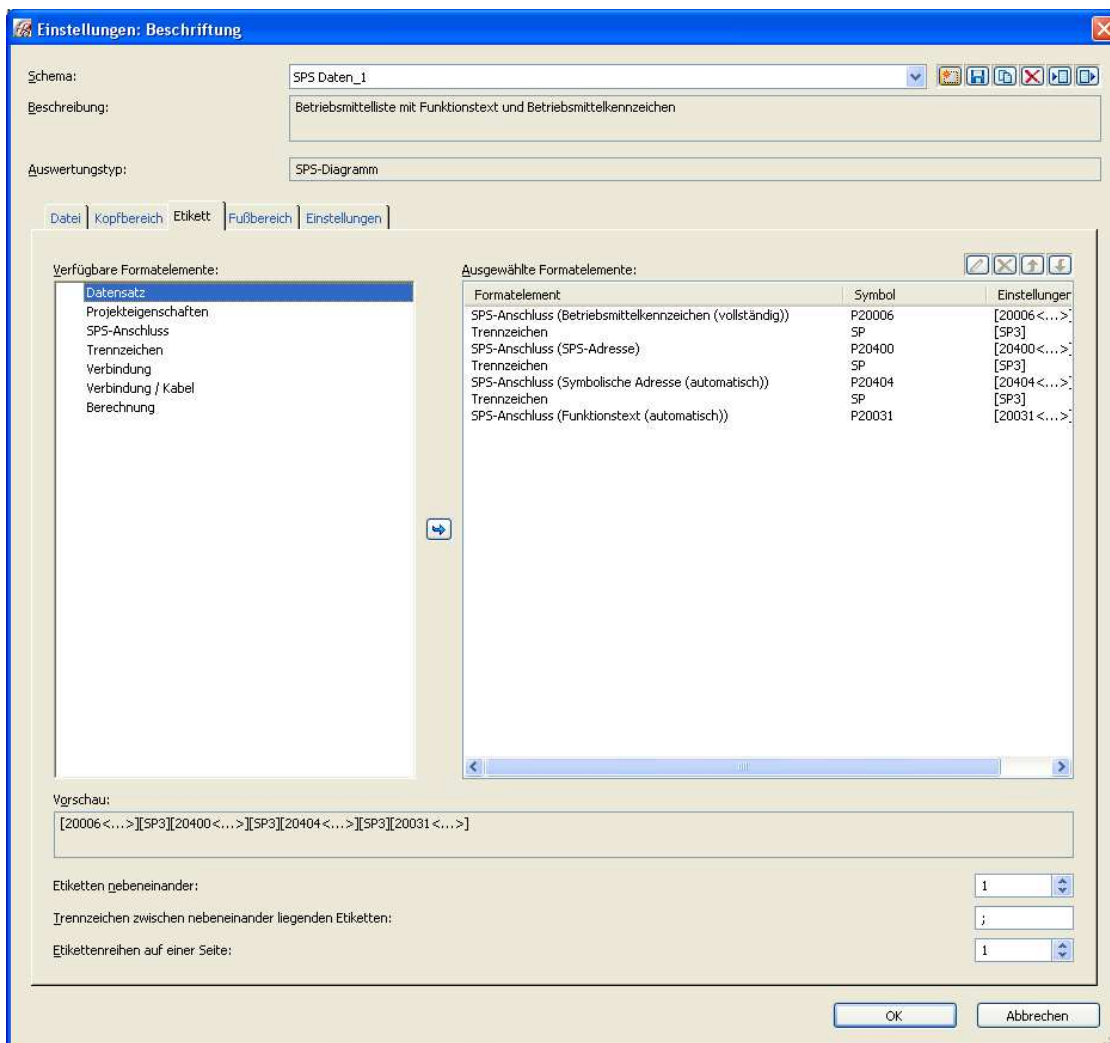 Einstellungen: Beschriftung
Schema:
SPS Daten_1
Beschreibung:
Betriebsmittelliste mit Funktionstext und Betriebsmittelkennzeichen
Auswertungstyp:
SPS-Diagramm
Datei Kopfbereich Etikett Fußbereich Einstellungen
Verfügbare Formatelemente:
Datensatz
Projekteigenschaften
SPS-Anschluss
Trennzeichen
Verbindung
Verbindung / Kabel
Berechnung
Ausgewählte Formatelemente:
Formatelement Symbol Einstellunger
SPS-Anschluss (Betriebsmittelkennzeichen (vollständig)) P20006 [20006<...>]
Trennzeichen SP [SP3]
SPS-Anschluss (SPS-Adresse) P20400 [20400<...>]
Trennzeichen SP [SP3]
SPS-Anschluss (Symbolische Adresse (automatisch)) P20404 [20404<...>]
Trennzeichen SP [SP3]
SPS-Anschluss (Funktionstext (automatisch)) P20031 [20031<...>]
Vorschau:
[20006<...>][SP3][20400<...>][SP3][20404<...>][SP3][20031<...>]
Etiketten nebeneinander: 1
Trennzeichen zwischen nebeneinander liegenden Etiketten: ;
Etikettenreihen auf einer Seite: 1
OK Abbrechen